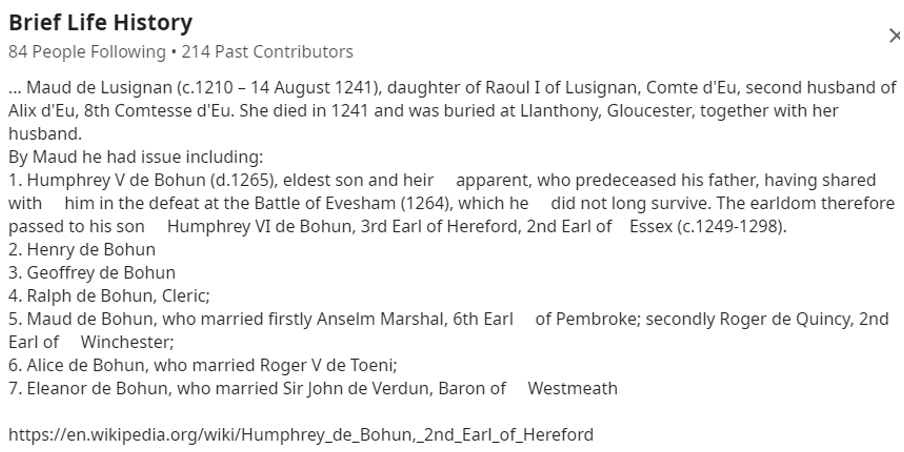 Brief Life History
84 People Following • 214 Past Contributors
... Maud de Lusignan (c.1210 – 14 August 1241), daughter of Raoul I of Lusignan, Comte d'Eu, second husband of
Alix d'Eu, 8th Comtesse d'Eu. She died in 1241 and was buried at Llanthony, Gloucester, together with her
husband.
By Maud he had issue including:
1. Humphrey V de Bohun (d.1265), eldest son and heir    apparent, who predeceased his father, having shared
with    him in the defeat at the Battle of Evesham (1264), which he    did not long survive. The earldom therefore
passed to his son    Humphrey VI de Bohun, 3rd Earl of Hereford, 2nd Earl of    Essex (c.1249-1298).
2. Henry de Bohun
3. Geoffrey de Bohun
4. Ralph de Bohun, Cleric;
5. Maud de Bohun, who married firstly Anselm Marshal, 6th Earl    of Pembroke; secondly Roger de Quincy, 2nd
Earl of    Winchester;
6. Alice de Bohun, who married Roger V de Toeni;
7. Eleanor de Bohun, who married Sir John de Verdun, Baron of    Westmeath
https://en.wikipedia.org/wiki/Humphrey_de_Bohun,_2nd_Earl_of_Hereford